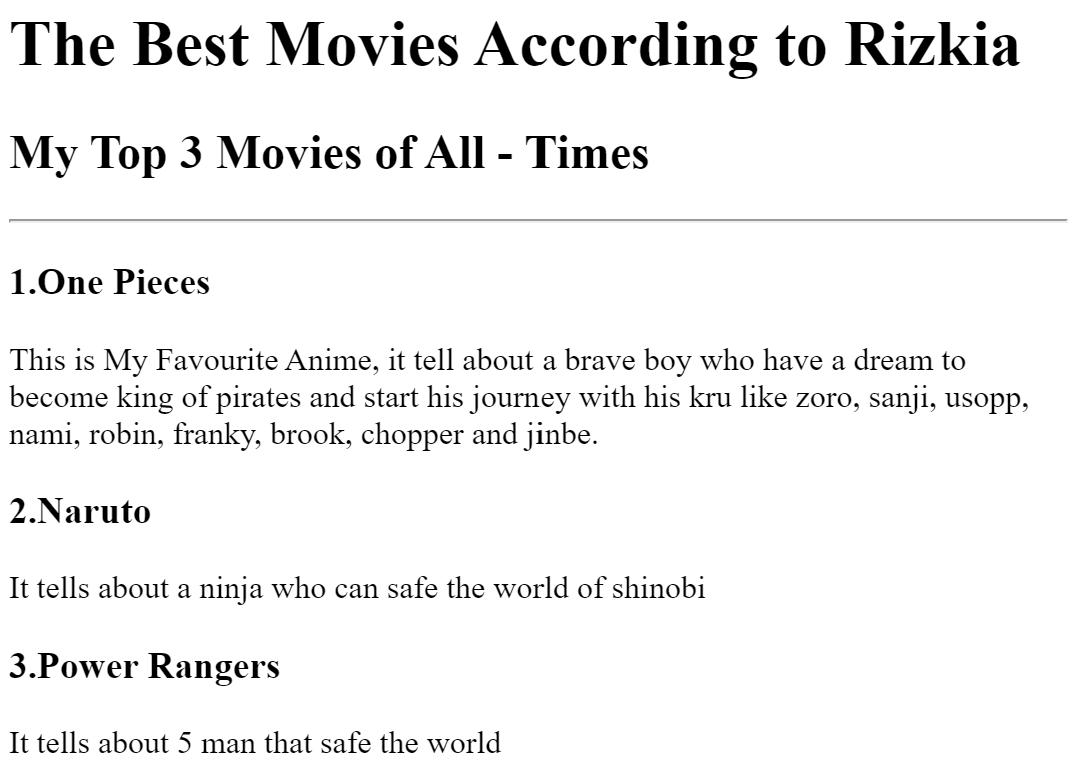 The Best Movies According to Rizkia
My Top 3 Movies of All - Times
1.One Pieces
This is My Favourite Anime, it tell about a brave boy who have a dream to
become king of pirates and start his journey with his kru like zoro, sanji, usopp,
nami, robin, franky, brook, chopper and jinbe.
2.Naruto
It tells about a ninja who can safe the world of shinobi
3.Power Rangers
It tells about 5 man that safe the world